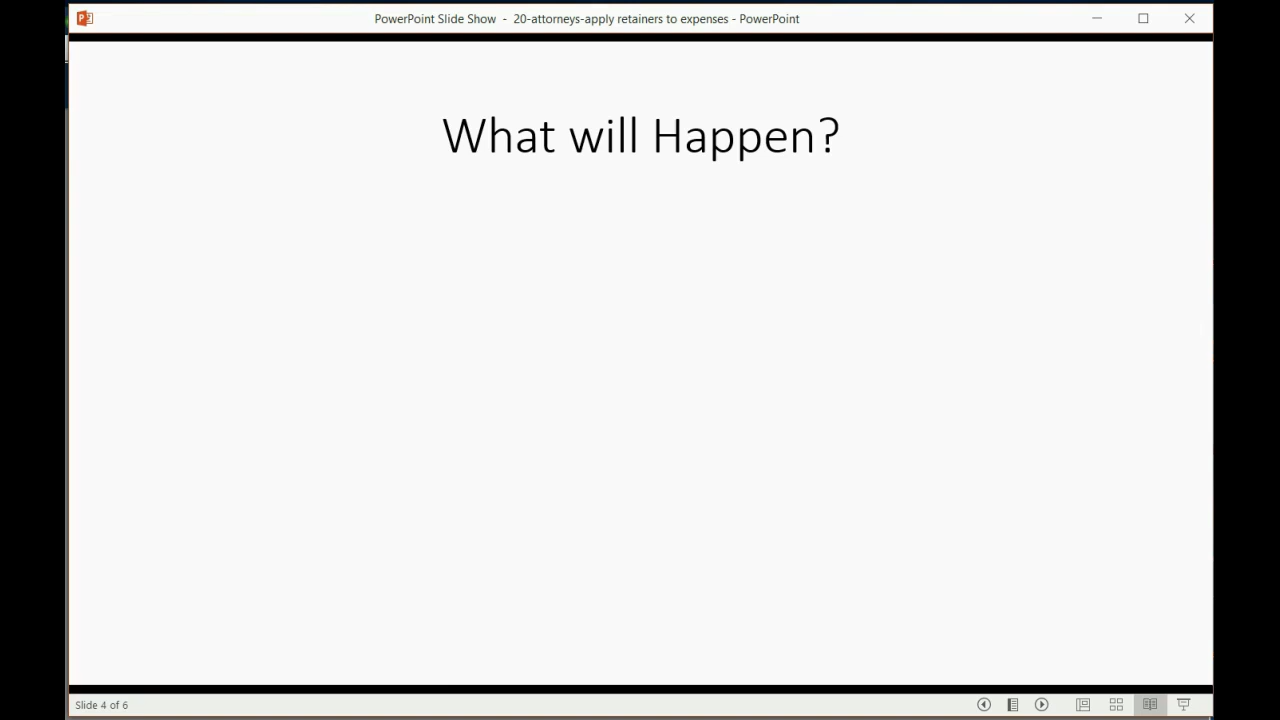 PowerPoint Slide Show - 20-attorneys-apply retainers to expenses - PowerPoint
What will Happen?
Slide 4 of 6